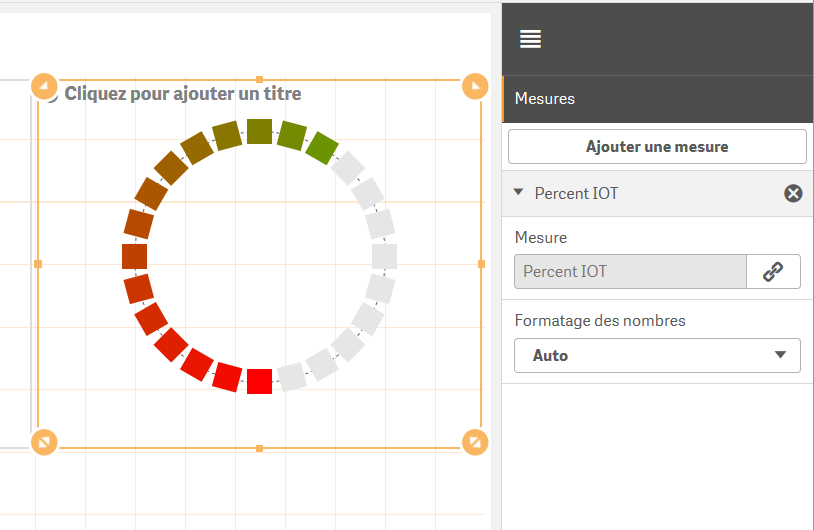 Cliquez pour ajouter un titre
Mesures
Ajouter une mesure
Percent IOT
Mesure
Percent IOT
Formatage des nombres
Auto